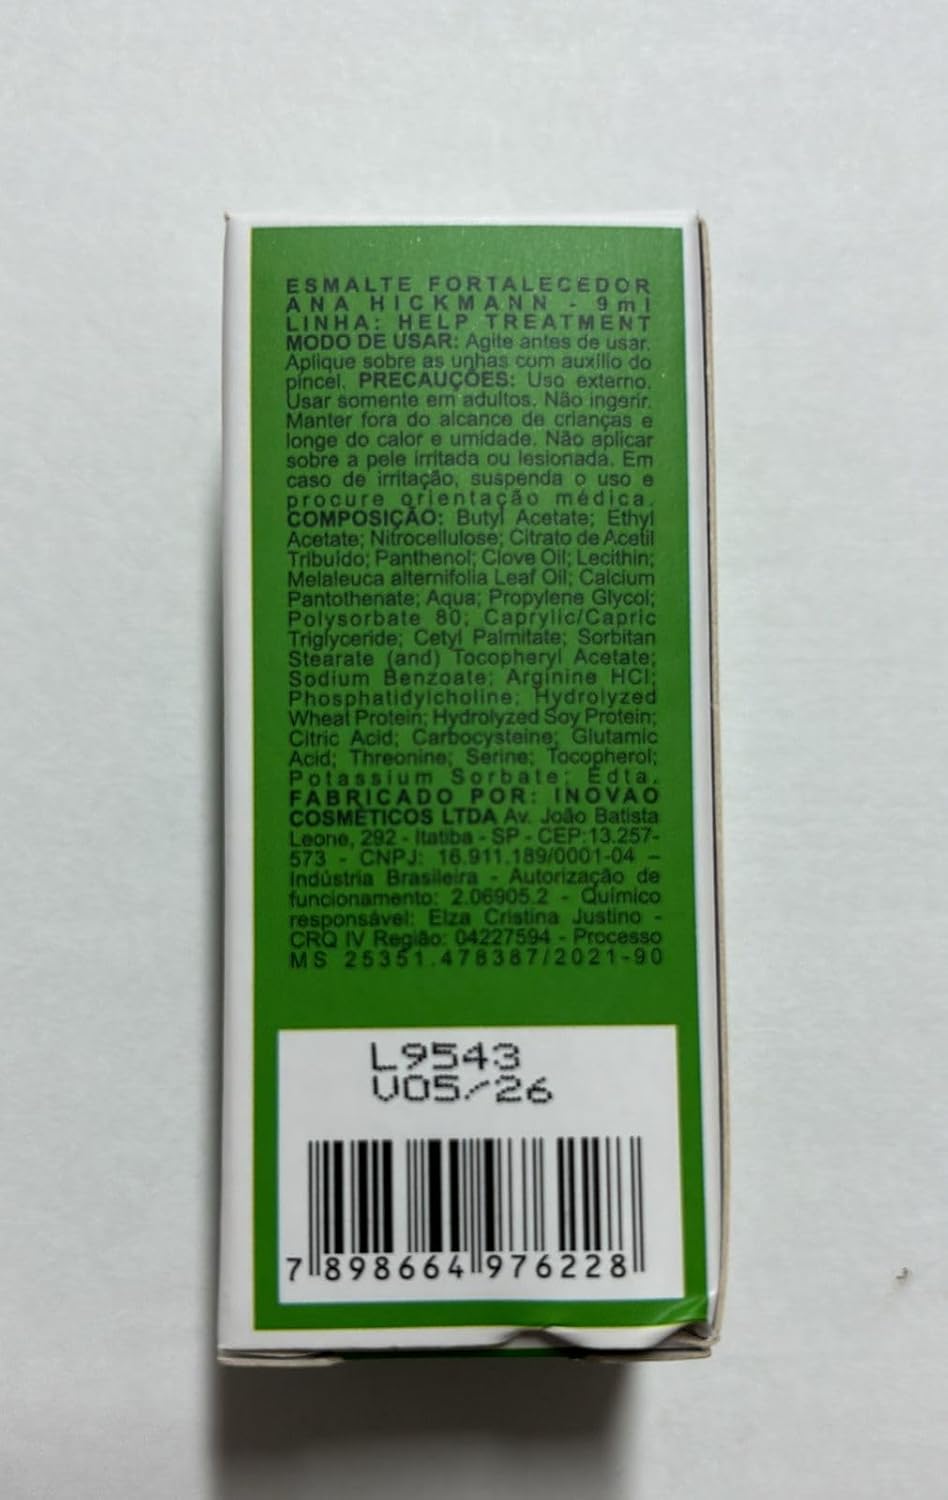 ESMALTE FORTALECEDOR
ANA HICKMANN - 9ml
LINHA: HELP TREATMENT
MODO DE USAR: Agite antes de usar.
Aplique sobre as unhas com auxílio do
pincel. PRECAUÇÕES: Uso externo.
Usar somente em adultos. Não ingerir.
Manter fora do alcance de crianças e
longe do calor e umidade. Não aplicar
sobre a pele irritada ou lesionada. Em
caso de irritação, suspenda o uso e
procure orientação médica.
COMPOSIÇÃO: Butyl Acetate; Ethyl
Acetate; Nitrocellulose; Citrato de Acetil
Tribuído; Panthenol; Clove Oil; Lecithin;
Melaleuca alternifolia Leaf Oil; Calcium
Pantothenate; Aqua; Propylene Glycol;
Polysorbate 80; Caprylic/Capric
Triglyceride; Cetyl Palmitate; Sorbitan
Stearate (and) Tocopheryl Acetate;
Sodium Benzoate; Arginine HCl;
Phosphatidylcholine; Hydrolyzed
Wheat Protein; Hydrolyzed Soy Protein;
Citric Acid; Carbocysteine; Glutamic
Acid; Threonine; Serine; Tocopherol;
Potassium Sorbate; Edta.
FABRICADO POR: INOVAO
COSMÉTICOS LTDA Av. João Batista
Leone, 292 - Itatiba - SP - CEP:13.257-
573 - CNPJ: 16.911.189/0001-04 –
Indústria Brasileira - Autorização de
funcionamento: 2.06905.2 - Químico
responsável: Elza Cristina Justino -
CRQ IV Região: 04227594 - Processo
MS 25351.478387/2021-90
L9543
V05/26
7 898664 976228